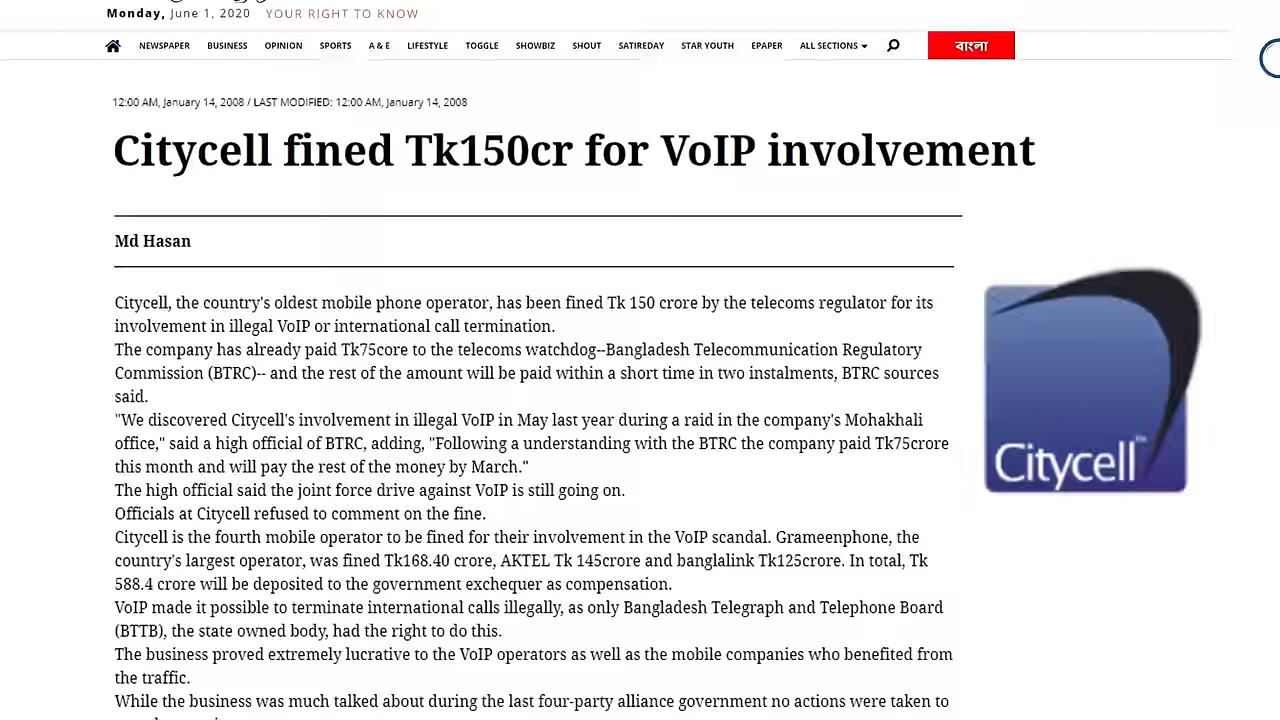 Monday, June 1, 2020 YOUR RIGHT TO KNOW
NEWSPAPER BUSINESS OPINION SPORTS A & E LIFESTYLE TOGGLE SHOWBIZ SHOUT SATIREDAY STAR YOUTH EPAPER ALL SECTIONS বাংলা
12:00 AM, January 14, 2008 / LAST MODIFIED: 12:00 AM, January 14, 2008
Citycell fined Tk150cr for VoIP involvement
Md Hasan
Citycell, the country's oldest mobile phone operator, has been fined Tk 150 crore by the telecoms regulator for its
involvement in illegal VoIP or international call termination.
The company has already paid Tk75core to the telecoms watchdog--Bangladesh Telecommunication Regulatory
Commission (BTRC)-- and the rest of the amount will be paid within a short time in two instalments, BTRC sources
said.
"We discovered Citycell's involvement in illegal VoIP in May last year during a raid in the company's Mohakhali
office," said a high official of BTRC, adding, "Following a understanding with the BTRC the company paid Tk75crore
this month and will pay the rest of the money by March."
The high official said the joint force drive against VoIP is still going on.
Officials at Citycell refused to comment on the fine.
Citycell is the fourth mobile operator to be fined for their involvement in the VoIP scandal. Grameenphone, the
country's largest operator, was fined Tk168.40 crore, AKTEL Tk 145crore and banglalink Tk125crore. In total, Tk
588.4 crore will be deposited to the government exchequer as compensation.
VoIP made it possible to terminate international calls illegally, as only Bangladesh Telegraph and Telephone Board
(BTTB), the state owned body, had the right to do this.
The business proved extremely lucrative to the VoIP operators as well as the mobile companies who benefited from
the traffic.
While the business was much talked about during the last four-party alliance government no actions were taken to
Citycell™